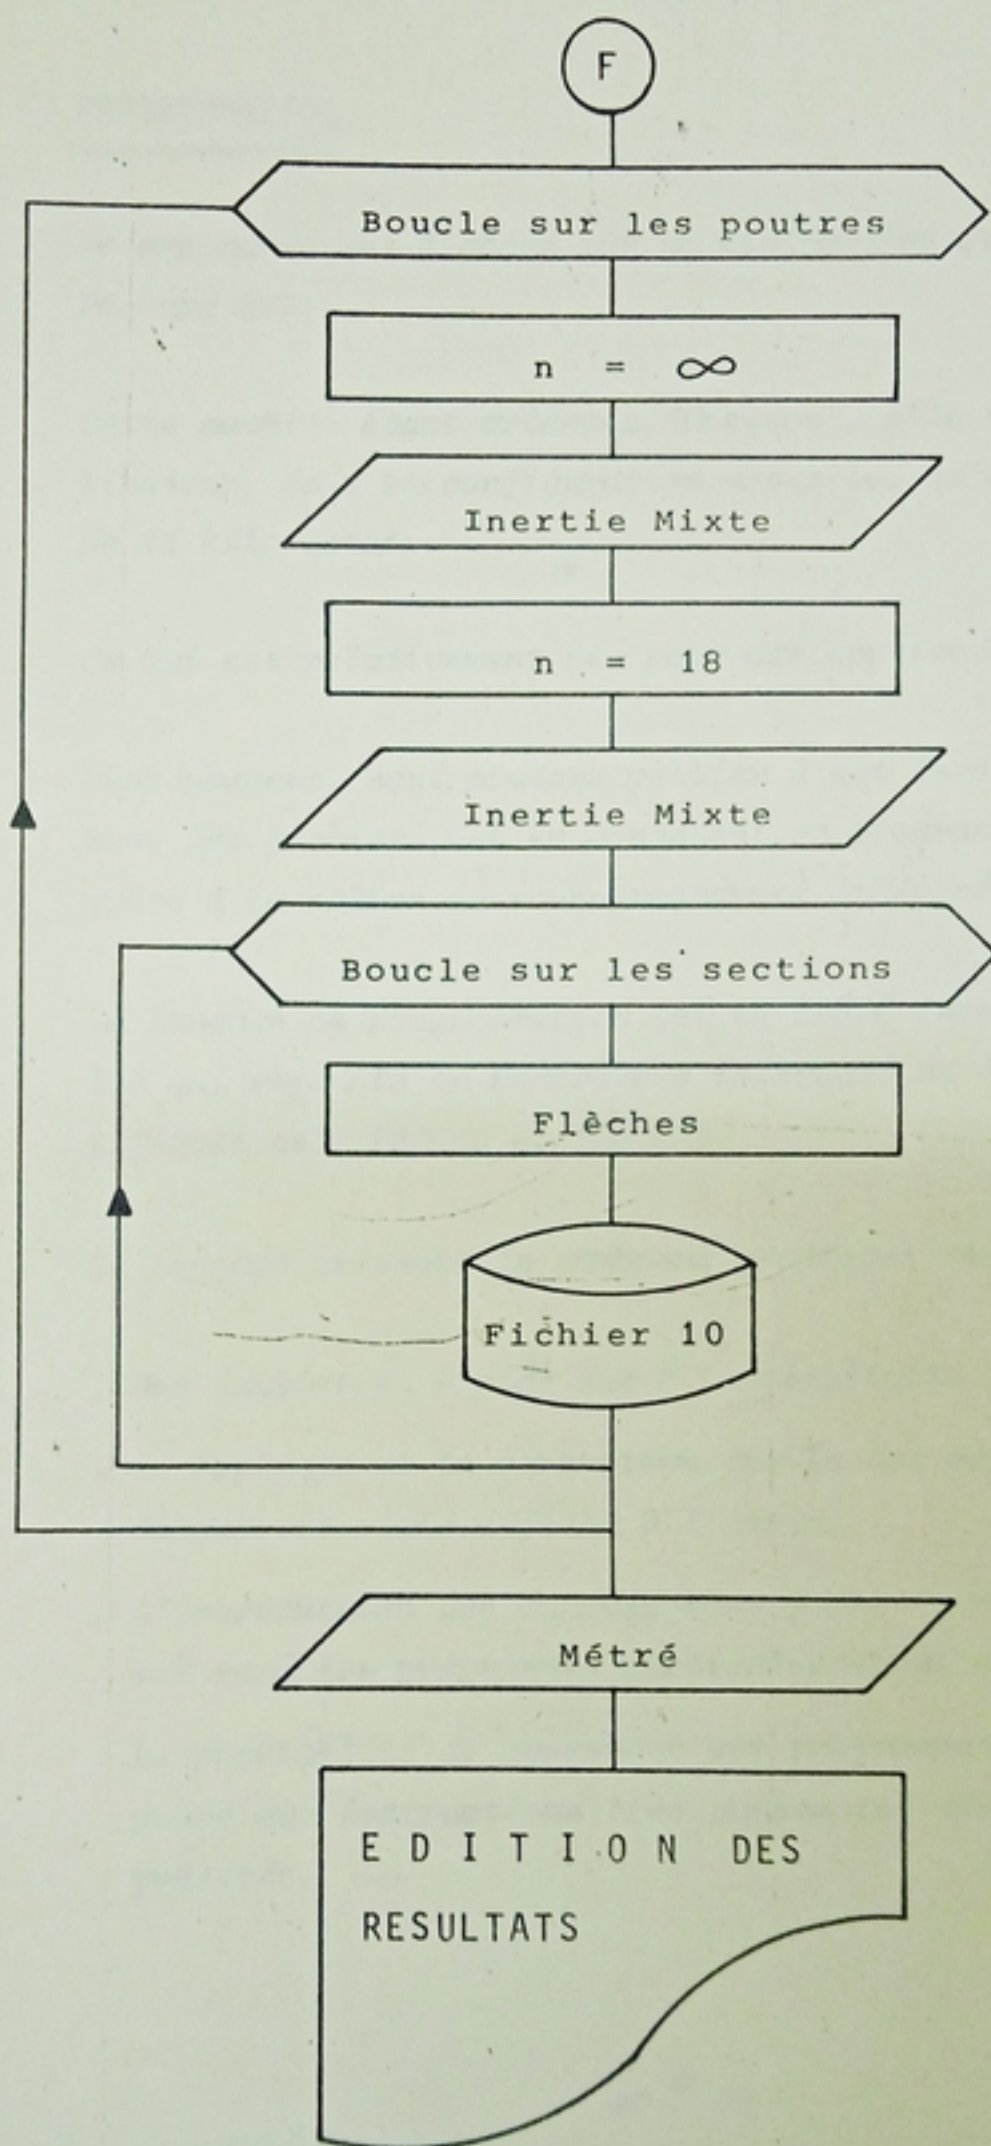 F
Boucle sur les poutres
n = ∞
Inertie Mixte
n = 18
Inertie Mixte
Boucle sur les sections
Flèches
Fichier 10
Métré
EDITION DES
RESULTATS